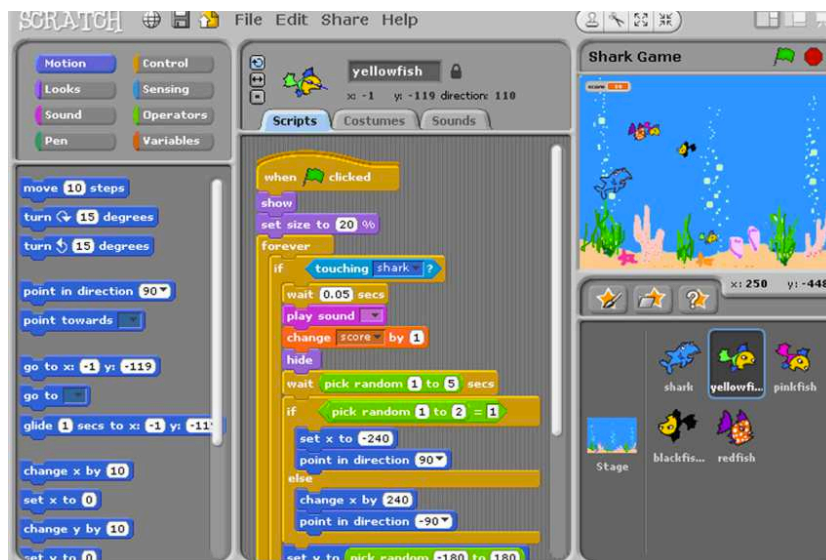 SCRATCH File Edit Share Help
Motion Control
Looks Sensing
Sound Operators
Pen Variables
move 10 steps
turn 15 degrees
turn 15 degrees
point in direction 90
point towards
go to x: -1 y: -119
go to
glide 1 secs to x: -1 y: -11
change x by 10
set x to 0
change y by 10
set y to 0
yellowfish
x: -1 y: -119 direction: 110
Scripts Costumes Sounds
when clicked
show
set size to 20 %
forever
if touching shark ?
wait 0.05 secs
play sound
change score by 1
hide
wait pick random 1 to 5 secs
if pick random 1 to 2 = 1
set x to -240
point in direction 90
else
change x by 240
point in direction -90
set y to pick random -180 to 180
Shark Game
score
x: 250 y: -448
shark yellowfi... pinkfish
Stage
blackfis... redfish